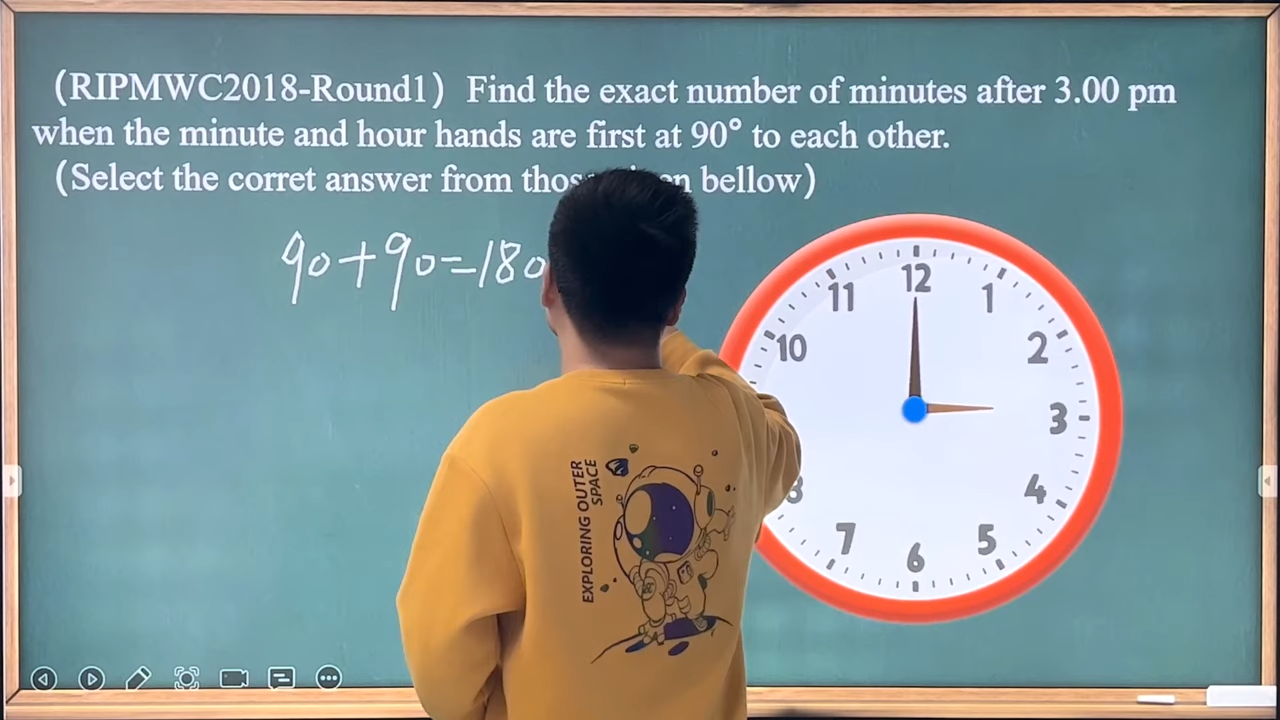 (RIPMWC2018-Round1) Find the exact number of minutes after 3.00 pm
when the minute and hour hands are first at 90° to each other.
(Select the corret answer from bellow)
90+90=180
12
11
1
10
2
3
4
7
5
6
EXPLORING OUTER
SPACE